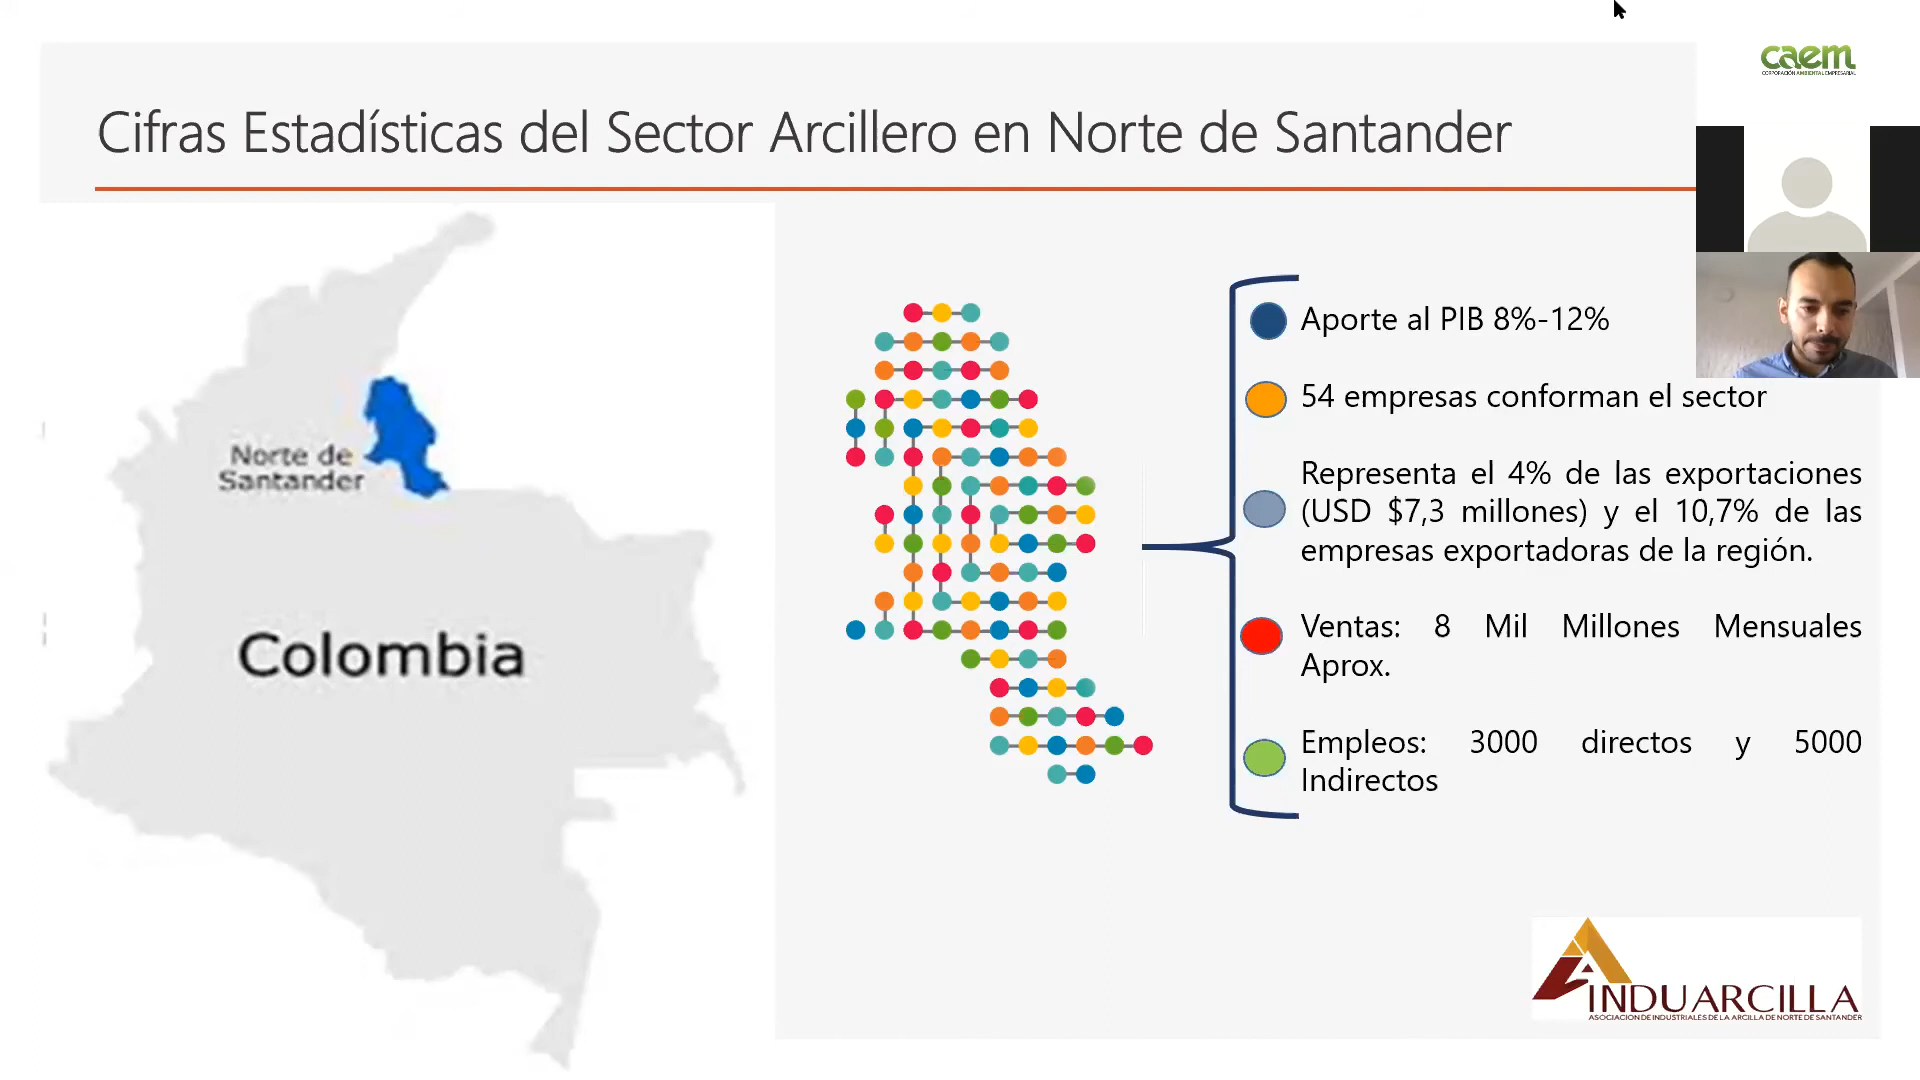 caem
CORPORACIÓN AMBIENTAL EMPRESARIAL
Cifras Estadísticas del Sector Arcillero en Norte de Santander
Norte de
Santander
Colombia
Aporte al PIB 8%-12%
54 empresas conforman el sector
Representa el 4% de las exportaciones
(USD $7,3 millones) y el 10,7% de las
empresas exportadoras de la región.
Ventas: 8 Mil Millones Mensuales
Aprox.
Empleos: 3000 directos y 5000
Indirectos
INDUARCILLA
ASOCIACION DE INDUSTRIALES DE LA ARCILLA DE NORTE DE SANTANDER